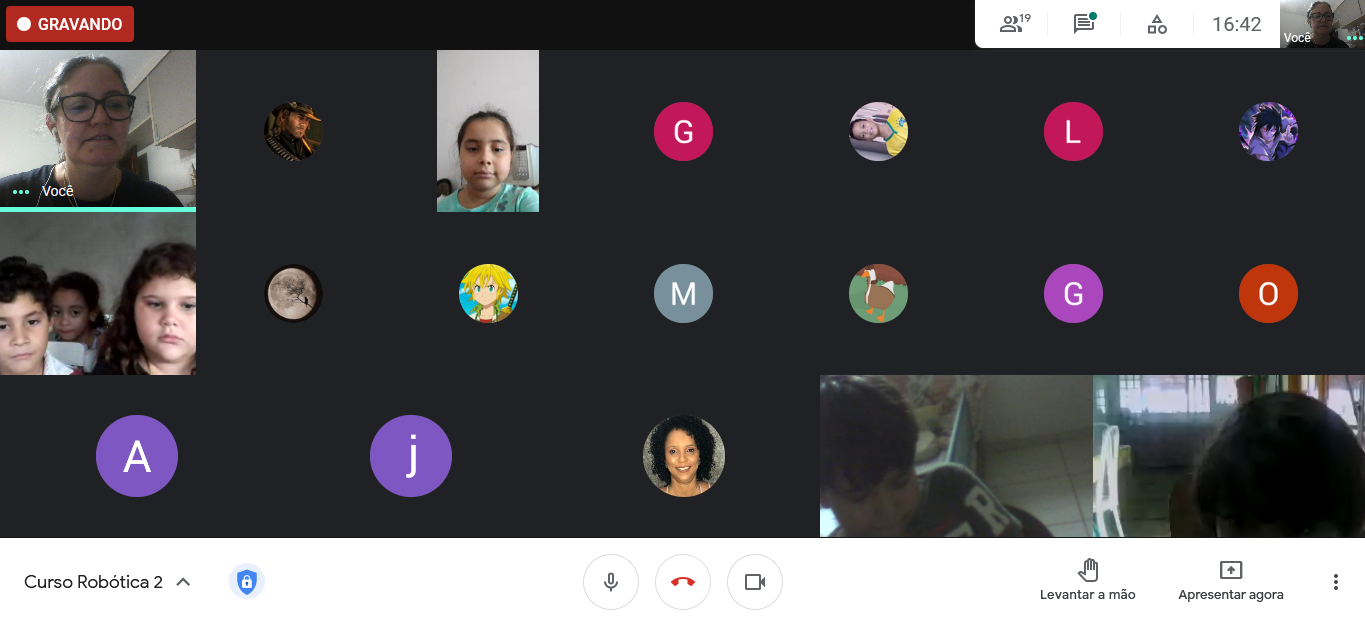 GRAVANDO
19
16:42
Você
Você
G
L
M
G
O
A
j
R
Curso Robótica 2
Levantar a mão
Apresentar agora